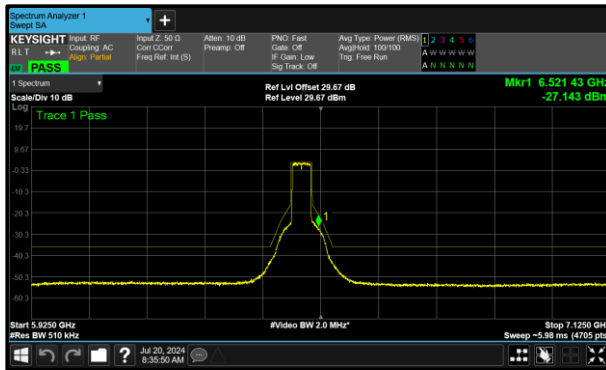 Spectrum Analyzer 1
Swept SA
KEYSIGHT
RLT
LW PASS
Input: RF
Coupling: AC
Align: Partial
Input Z: 50 Ω
Corr CCorr
Freq Ref: Int (S)
Atten: 10 dB
Preamp: Off
PNO: Fast
Gate: Off
IF Gain: Low
Sig Track: Off
Avg Type: Power (RMS)
Avg|Hold: 100/100
Trig: Free Run
1 2 3 4 5 6
A W W W W W
A N N N N N
1 Spectrum
Scale/Div 10 dB
Ref Lvl Offset 29.67 dB
Ref Level 29.67 dBm
Mkr1 6.521 43 GHz
-27.143 dBm
Log
Trace 1 Pass
19.7
9.67
-0.33
-10.3
-20.3
-30.3
-40.3
-50.3
-60.3
1
Start 5.9250 GHz
#Res BW 510 kHz
#Video BW 2.0 MHz*
Stop 7.1250 GHz
Sweep ~5.98 ms (4705 pts)
Jul 20, 2024
8:35:50 AM